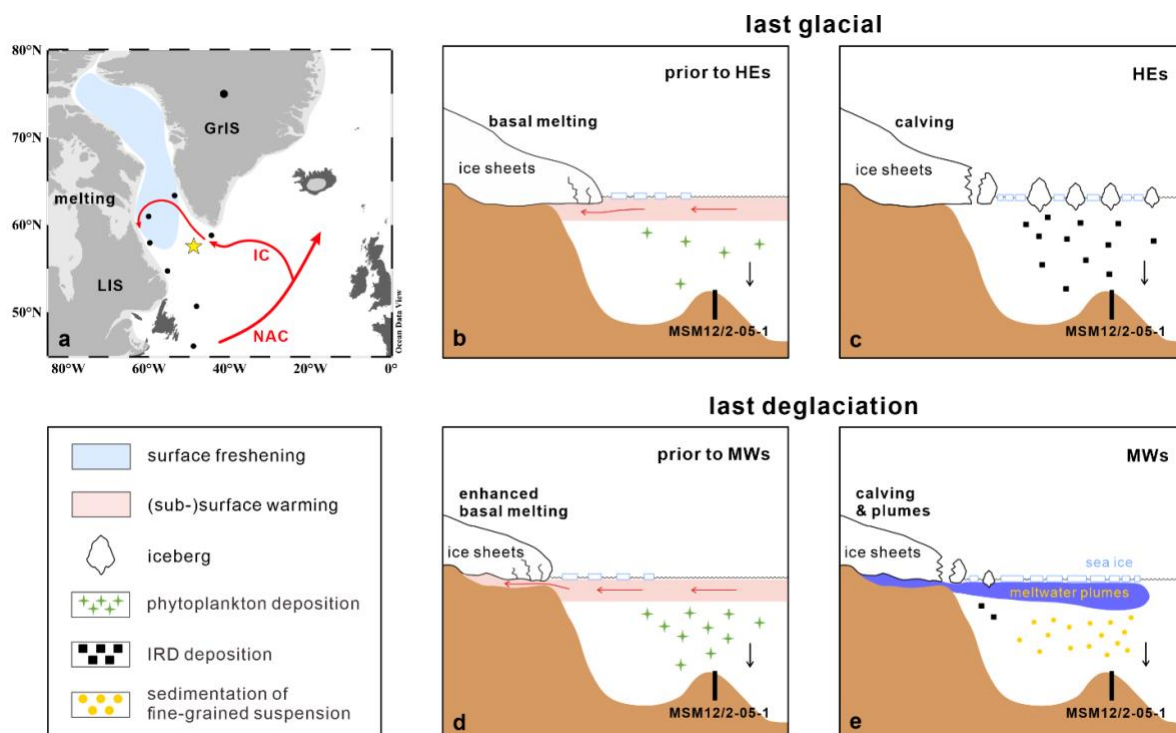 last glacial
80°N
70°N
60°N
50°N
80°W
60°W
40°W
20°W
0°
GrIS
melting
LIS
IC
NAC
a
Ocean Data View
prior to HEs
basal melting
ice sheets
MSM12/2-05-1
b
HEs
calving
ice sheets
MSM12/2-05-1
c
last deglaciation
surface freshening
(sub-)surface warming
iceberg
phytoplankton deposition
IRD deposition
sedimentation of
fine-grained suspension
prior to MWs
enhanced
basal melting
ice sheets
MSM12/2-05-1
d
MWs
calving
& plumes
ice sheets
sea ice
meltwater plumes
MSM12/2-05-1
e